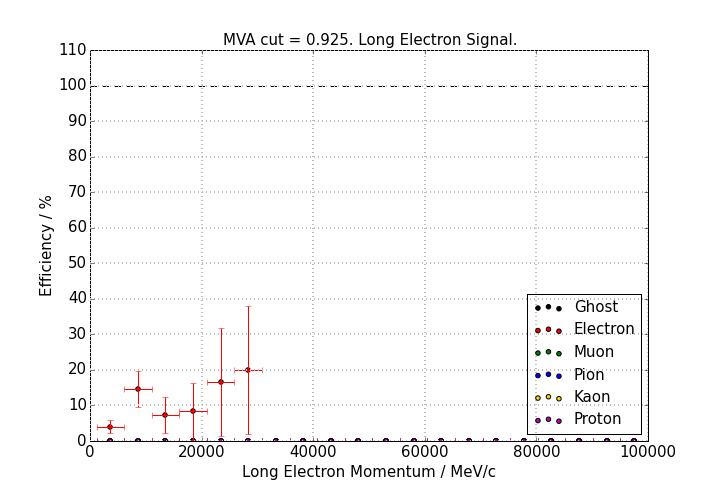 MVA cut = 0.925. Long Electron Signal.
110
100
90
80
70
60
50
40
30
20
10
0
Efficiency / %
Ghost
Electron
Muon
Pion
Kaon
Proton
0 20000 40000 60000 80000 100000
Long Electron Momentum / MeV/c